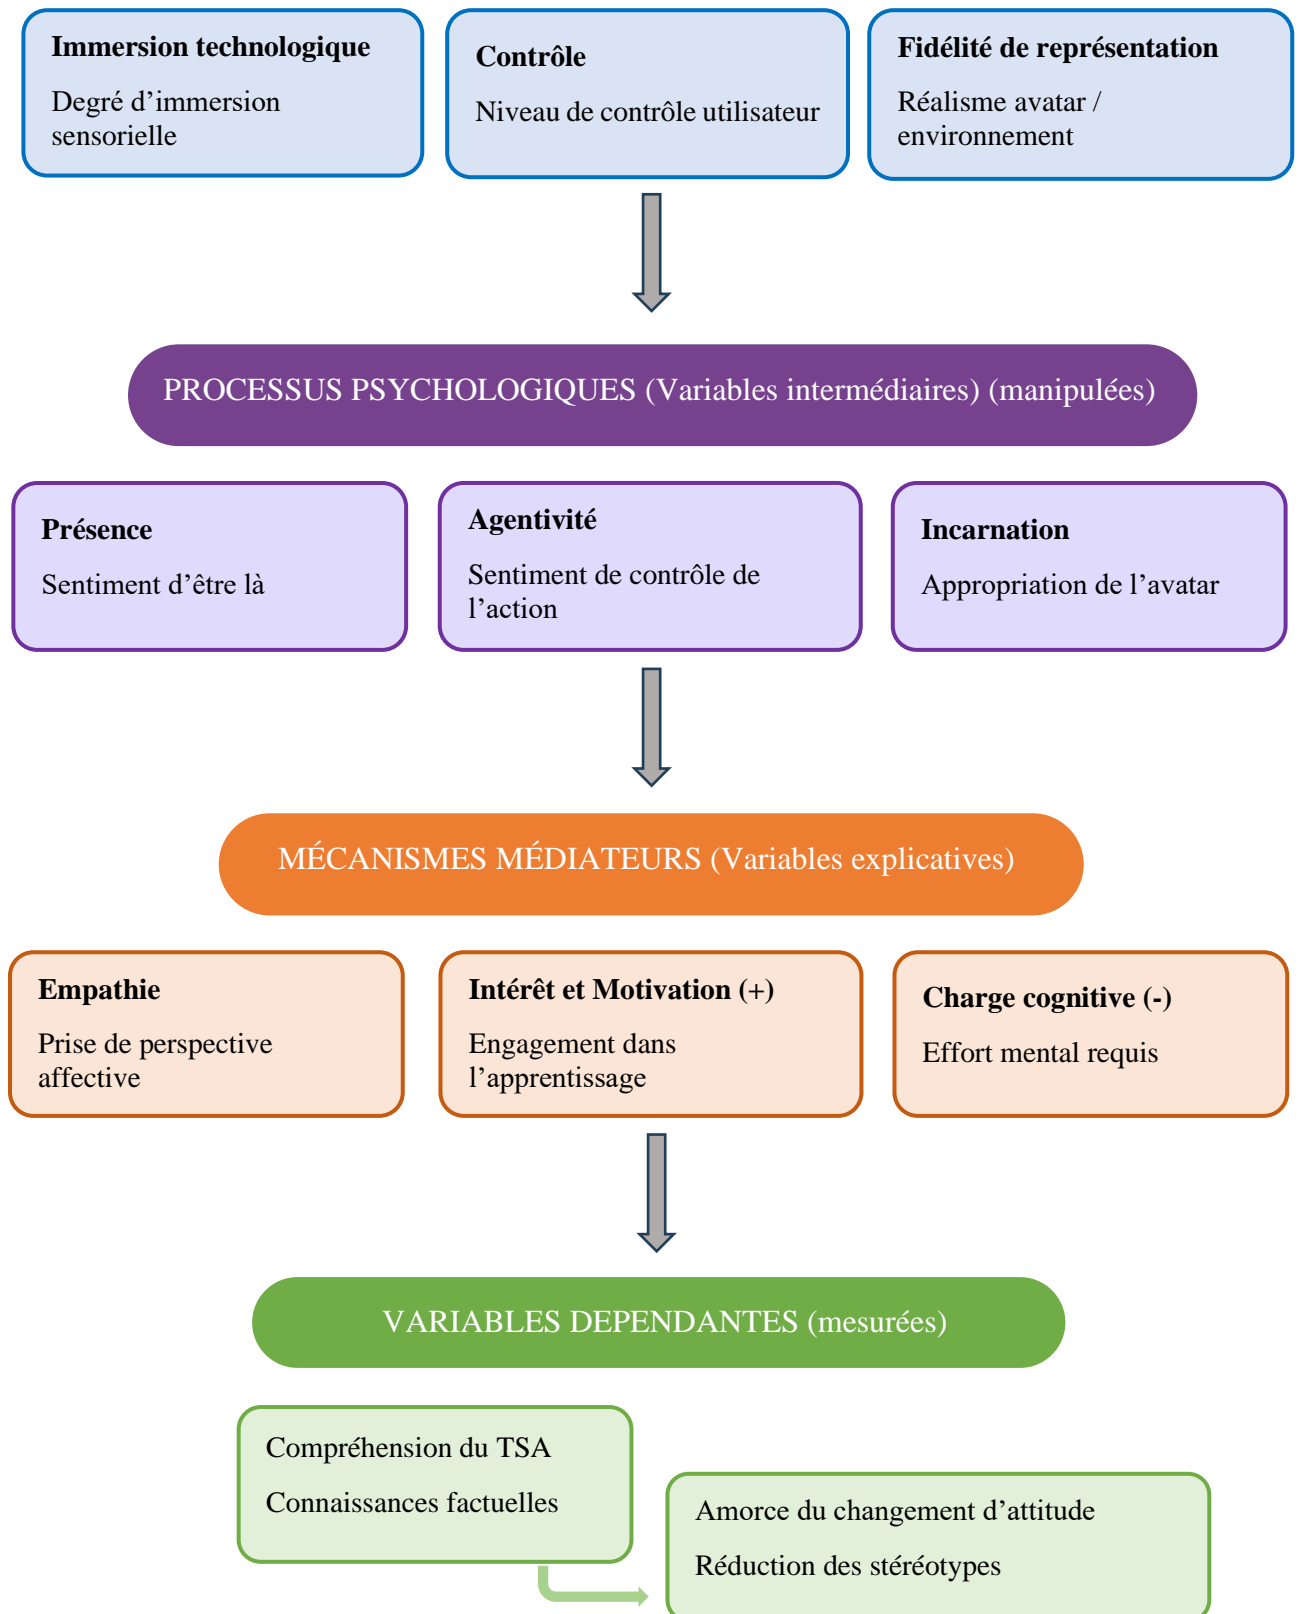 Immersion technologique
Degré d’immersion
sensorielle
Contrôle
Niveau de contrôle utilisateur
Fidélité de représentation
Réalisme avatar /
environnement
PROCESSUS PSYCHOLOGIQUES (Variables intermédiaires) (manipulées)
Présence
Sentiment d’être là
Agentivité
Sentiment de contrôle de
l’action
Incarnation
Appropriation de l’avatar
MÉCANISMES MÉDIATEURS (Variables explicatives)
Empathie
Prise de perspective
affective
Intérêt et Motivation (+)
Engagement dans
l’apprentissage
Charge cognitive (-)
Effort mental requis
VARIABLES DEPENDANTES (mesurées)
Compréhension du TSA
Connaissances factuelles
Amorce du changement d’attitude
Réduction des stéréotypes